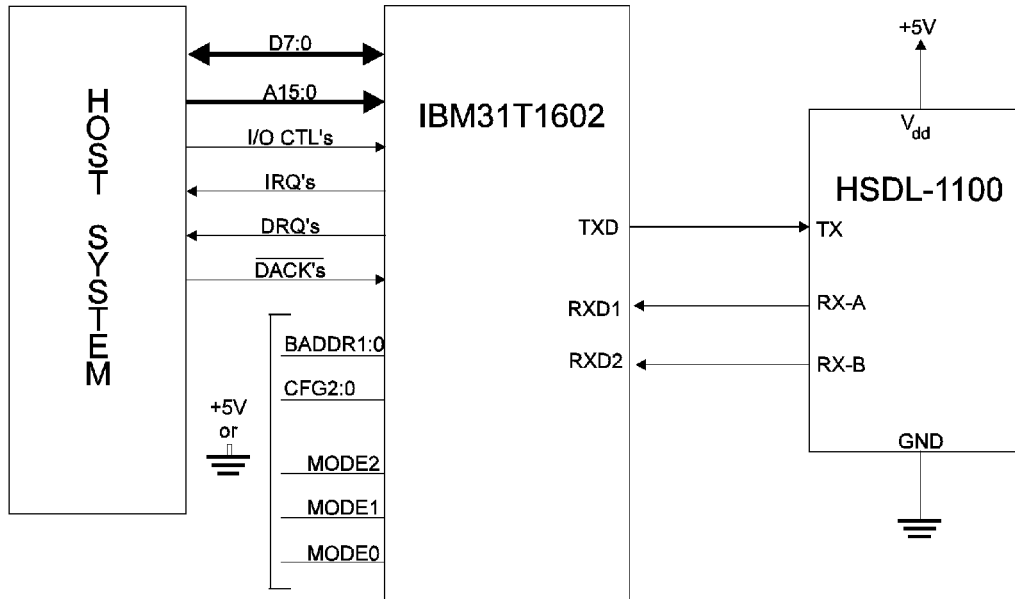 HOST SYSTEM
D7:0
A15:0
I/O CTL's
IRQ's
DRQ's
DACK's
BADDR1:0
CFG2:0
+5V
or
MODE2
MODE1
MODE0
IBM31T1602
TXD
RXD1
RXD2
+5V
Vdd
HSDL-1100
TX
RX-A
RX-B
GND